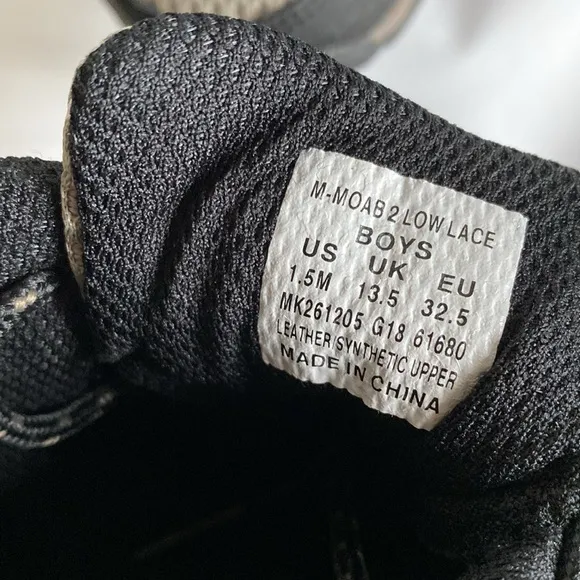 M-MOAB 2 LOW LACE
BOYS
US UK EU
1.5M 13.5 32.5
MK261205 G18 61680
LEATHER/SYNTHETIC UPPER
MADE IN CHINA